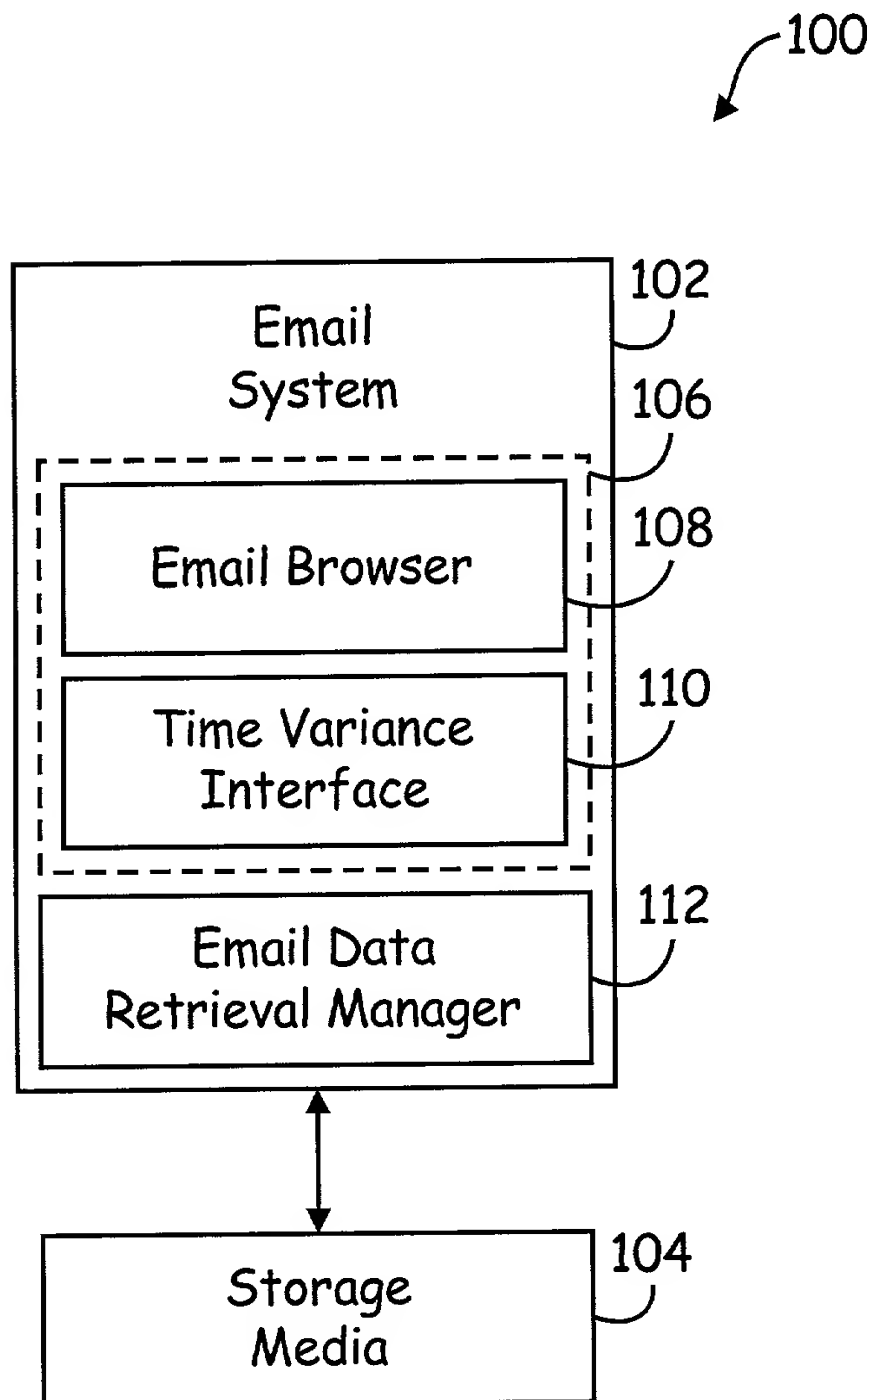 100
Email
System
102
106
Email Browser
108
Time Variance
Interface
110
Email Data
Retrieval Manager
112
Storage
Media
104